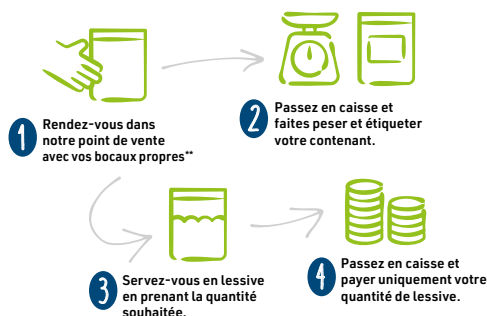 1
Rendez-vous dans
notre point de vente
avec vos bocaux propres**
2
Passez en caisse et
faites peser et étiqueter
votre contenant.
3
Servez-vous en lessive
en prenant la quantité
souhaitée.
4
Passez en caisse et
payer uniquement votre
quantité de lessive.